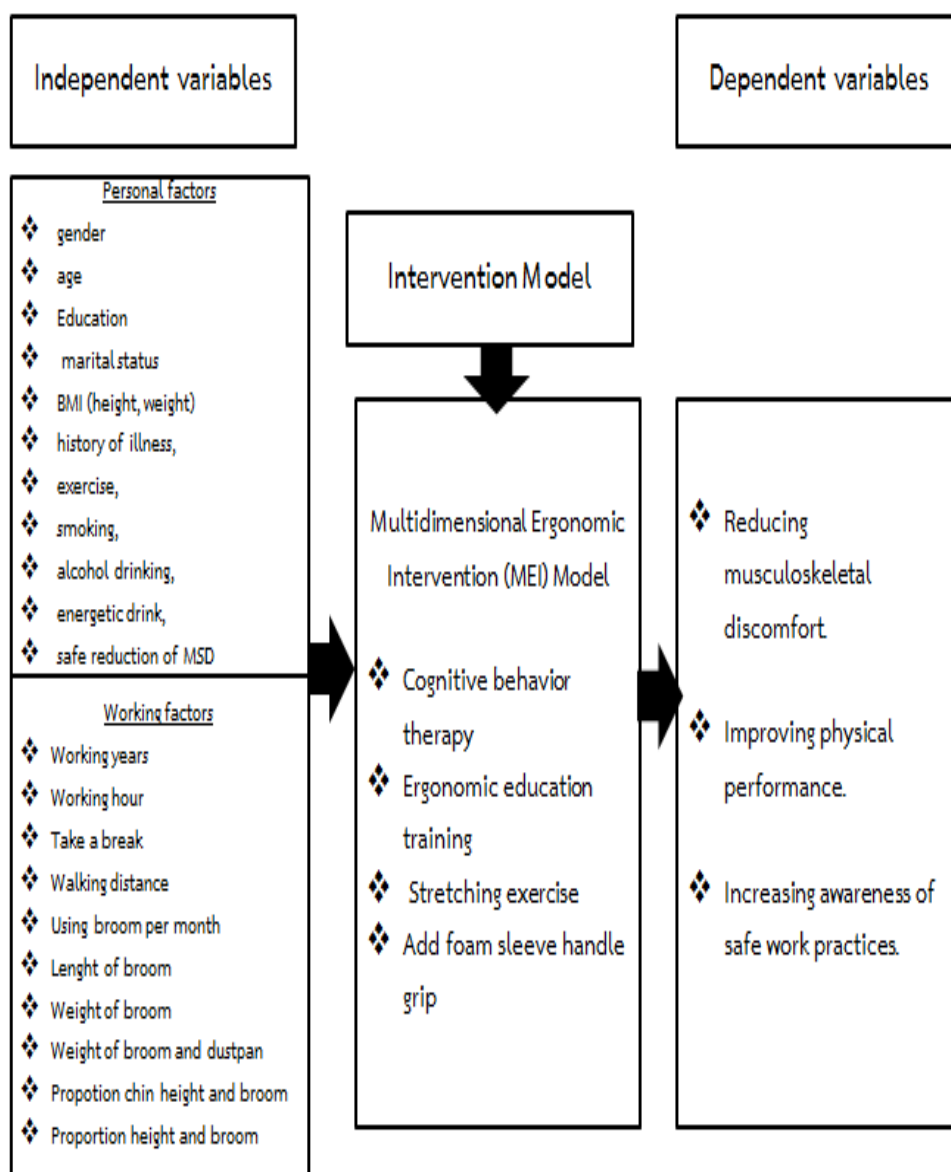 Independent variables
Dependent variables
Personal factors
❖ gender
❖ age
❖ Education
❖ marital status
❖ BMI (height, weight)
❖ history of illness,
❖ exercise,
❖ smoking,
❖ alcohol drinking,
❖ energetic drink,
❖ safe reduction of MSD
Working factors
❖ Working years
❖ Working hour
❖ Take a break
❖ Walking distance
❖ Using broom per month
❖ Lenght of broom
❖ Weight of broom
❖ Weight of broom and dustpan
❖ Propotion chin height and broom
❖ Proportion height and broom
Intervention Model
Multidimensional Ergonomic
Intervention (MEI) Model
❖ Cognitive behavior
therapy
❖ Ergonomic education
training
❖ Stretching exercise
❖ Add foam sleeve handle
grip
❖ Reducing
musculoskeletal
discomfort.
❖ Improving physical
performance.
❖ Increasing awareness of
safe work practices.